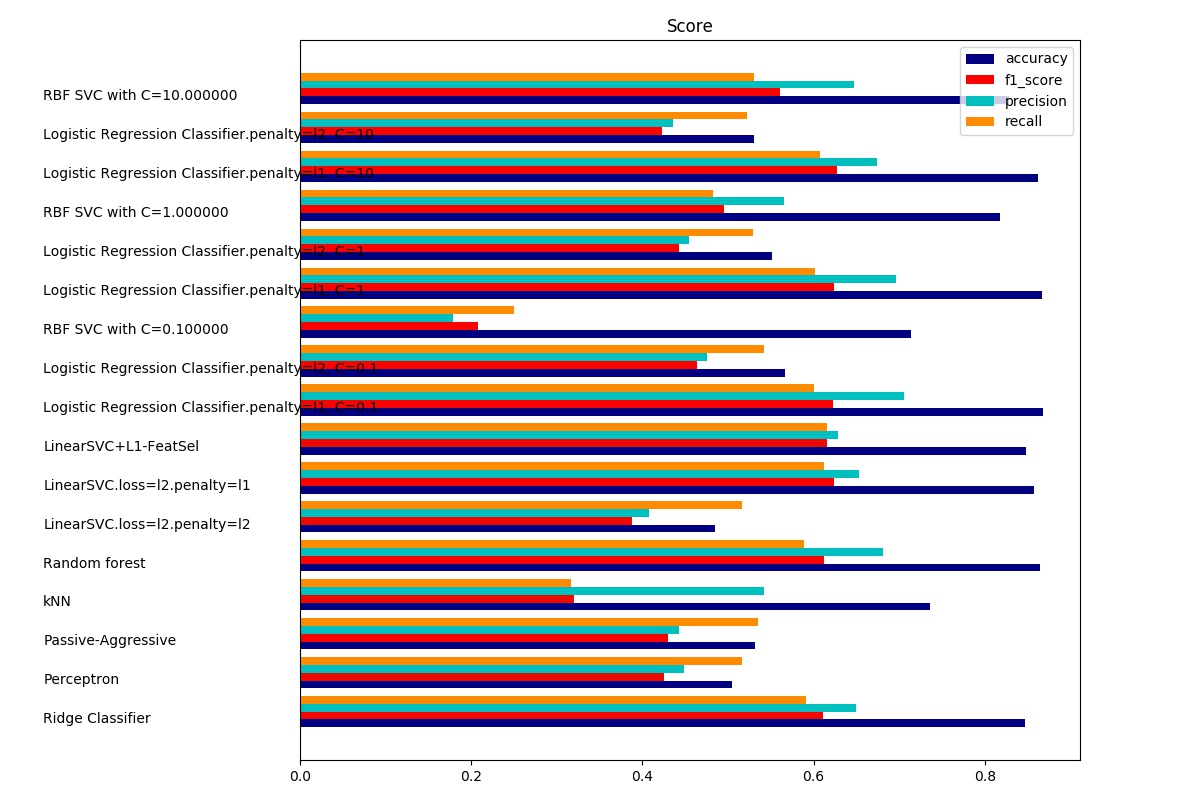 Score
accuracy
f1_score
precision
recall
RBF SVC with C=10.000000
Logistic Regression Classifier.penalty=l2, C=10
Logistic Regression Classifier.penalty=l1, C=10
RBF SVC with C=1.000000
Logistic Regression Classifier.penalty=l2, C=1
Logistic Regression Classifier.penalty=l1, C=1
RBF SVC with C=0.100000
Logistic Regression Classifier.penalty=l2, C=0.1
Logistic Regression Classifier.penalty=l1, C=0.1
LinearSVC+L1-FeatSel
LinearSVC.loss=l2.penalty=l1
LinearSVC.loss=l2.penalty=l2
Random forest
kNN
Passive-Aggressive
Perceptron
Ridge Classifier
0.0 0.2 0.4 0.6 0.8